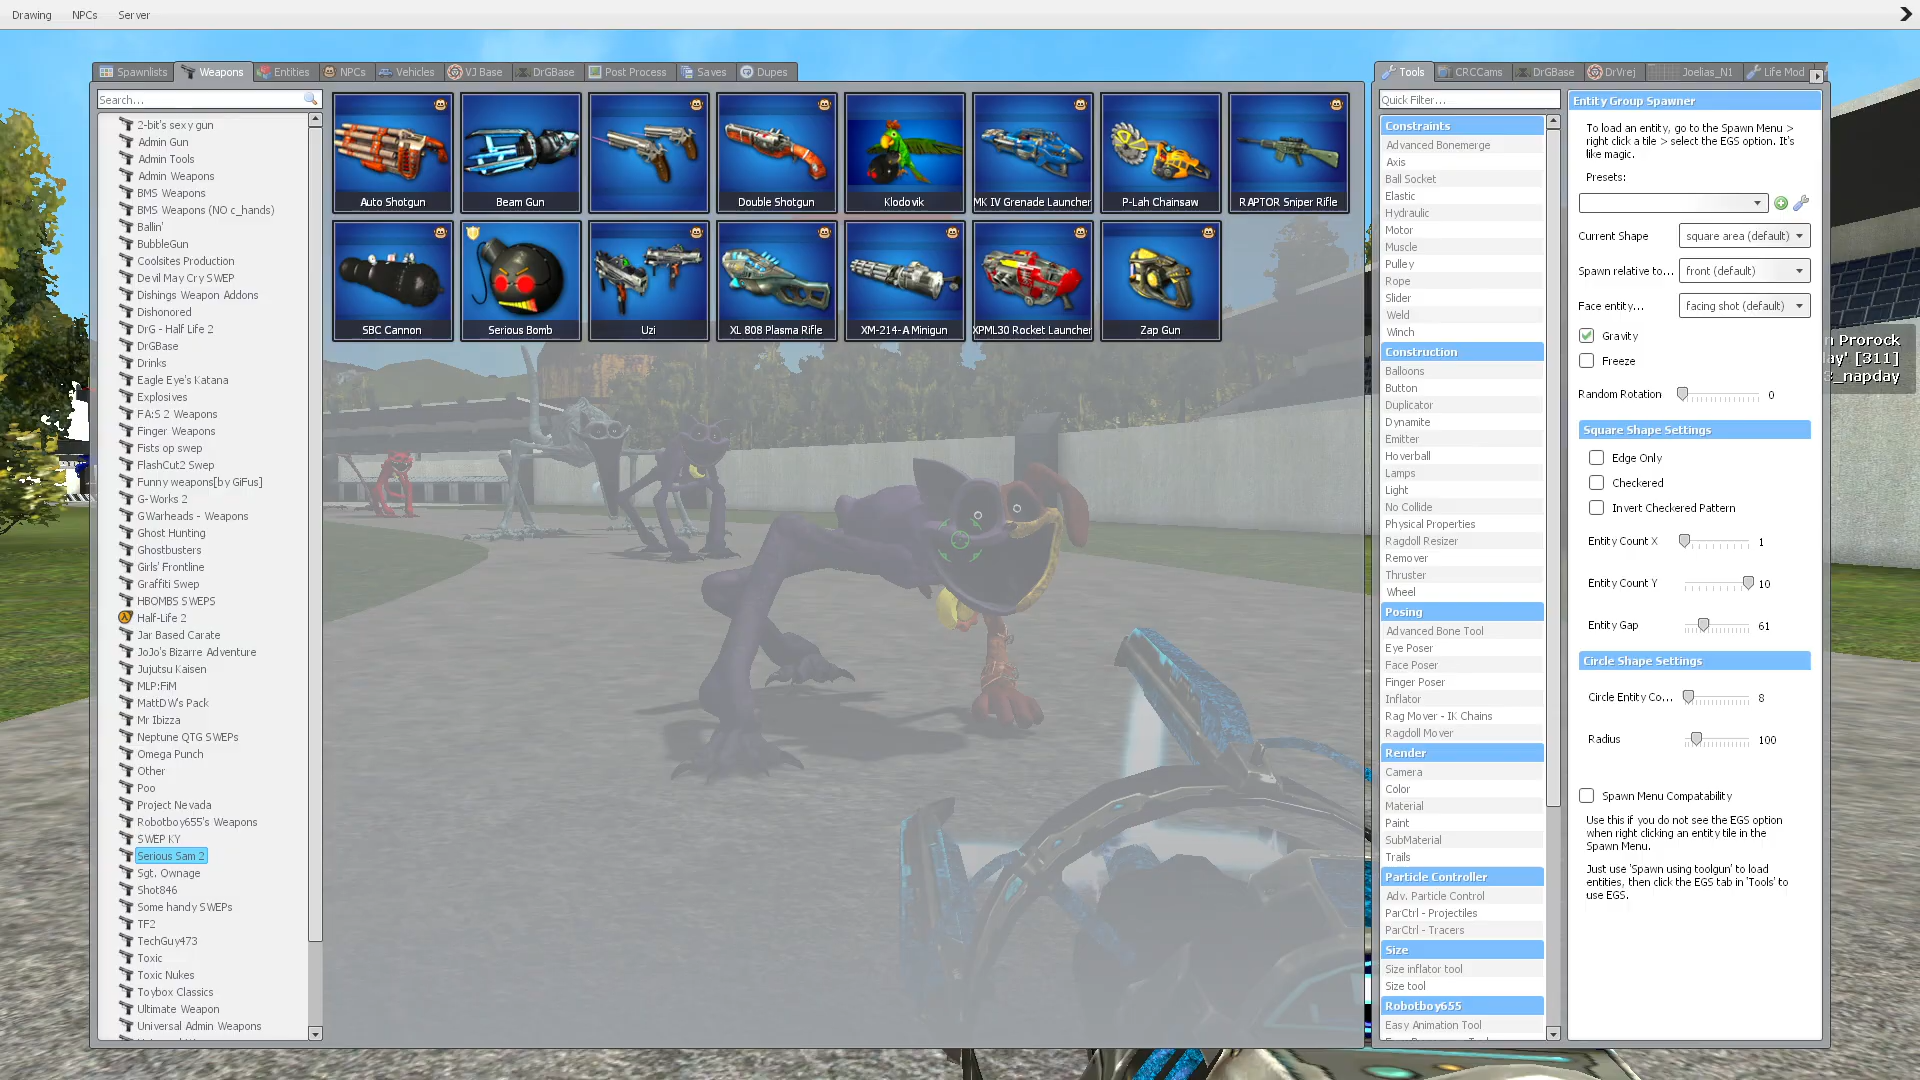 Drawing NPCs Server
Spawnlists Weapons Entities NPCs Vehicles VJ Base DrGBase Post Process Saves Dupes
Search...
2-bit's sexy gun
Admin Gun
Admin Tools
Admin Weapons
BMS Weapons
BMS Weapons (NO c_hands)
Ballin'
BubbleGun
Coolsites Production
Devil May Cry SWEP
Dishings Weapon Addons
Dishonored
DrG - Half Life 2
DrGBase
Drinks
Eagle Eye's Katana
Explosives
FA:S 2 Weapons
Finger Weapons
Fists op swep
FlashCut2 Swep
Funny weapons[by GiFus]
G-Works 2
GWarheads - Weapons
Ghost Hunting
Ghostbusters
Girls' Frontline
Graffiti Swep
HBOMBS SWEPS
Half-Life 2
Jar Based Carate
JoJo's Bizarre Adventure
Jujutsu Kaisen
MLP:FiM
MattDW's Pack
Mr Ibizza
Neptune QTG SWEPs
Omega Punch
Other
Poo
Project Nevada
Robotboy655's Weapons
SWEP KY
Serious Sam 2
Sgt. Ownage
Shot846
Some handy SWEPs
TF2
TechGuy473
Toxic
Toxic Nukes
Toybox Classics
Ultimate Weapon
Universal Admin Weapons
Auto Shotgun
Beam Gun
Double Shotgun
Klodovik
MK IV Grenade Launcher
P-Lah Chainsaw
RAPTOR Sniper Rifle
SBC Cannon
Serious Bomb
Uzi
XL 808 Plasma Rifle
XM-214-A Minigun
XPML30 Rocket Launcher
Zap Gun
Tools CRCCams DrGBase DrVrej Joelias_N1 Life Mod
Quick Filter...
Constraints
Advanced Bonemerge
Axis
Ball Socket
Elastic
Hydraulic
Motor
Muscle
Pulley
Rope
Slider
Weld
Winch
Construction
Balloons
Button
Duplicator
Dynamite
Emitter
Hoverball
Lamps
Light
No Collide
Physical Properties
Ragdoll Resizer
Remover
Thruster
Wheel
Posing
Advanced Bone Tool
Eye Poser
Face Poser
Finger Poser
Inflator
Rag Mover - IK Chains
Ragdoll Mover
Render
Camera
Color
Material
Paint
SubMaterial
Trails
Particle Controller
Adv. Particle Control
ParCtrl - Projectiles
ParCtrl - Tracers
Size
Size inflator tool
Size tool
Robotboy655
Easy Animation Tool
Entity Group Spawner
To load an entity, go to the Spawn Menu >
right click a tile > select the EGS option. It's
like magic.
Presets:
Current Shape square area (default)
Spawn relative to... front (default)
Face entity... facing shot (default)
Gravity
Freeze
Random Rotation 0
Square Shape Settings
Edge Only
Checkered
Invert Checkered Pattern
Entity Count X 1
Entity Count Y 10
Entity Gap 61
Circle Shape Settings
Circle Entity Co... 8
Radius 100
Spawn Menu Compatability
Use this if you do not see the EGS option
when right clicking an entity tile in the
Spawn Menu.
Just use 'Spawn using toolgun' to load
entities, then click the EGS tab in 'Tools' to
use EGS.
n Prorock
ay' [311]
_napday